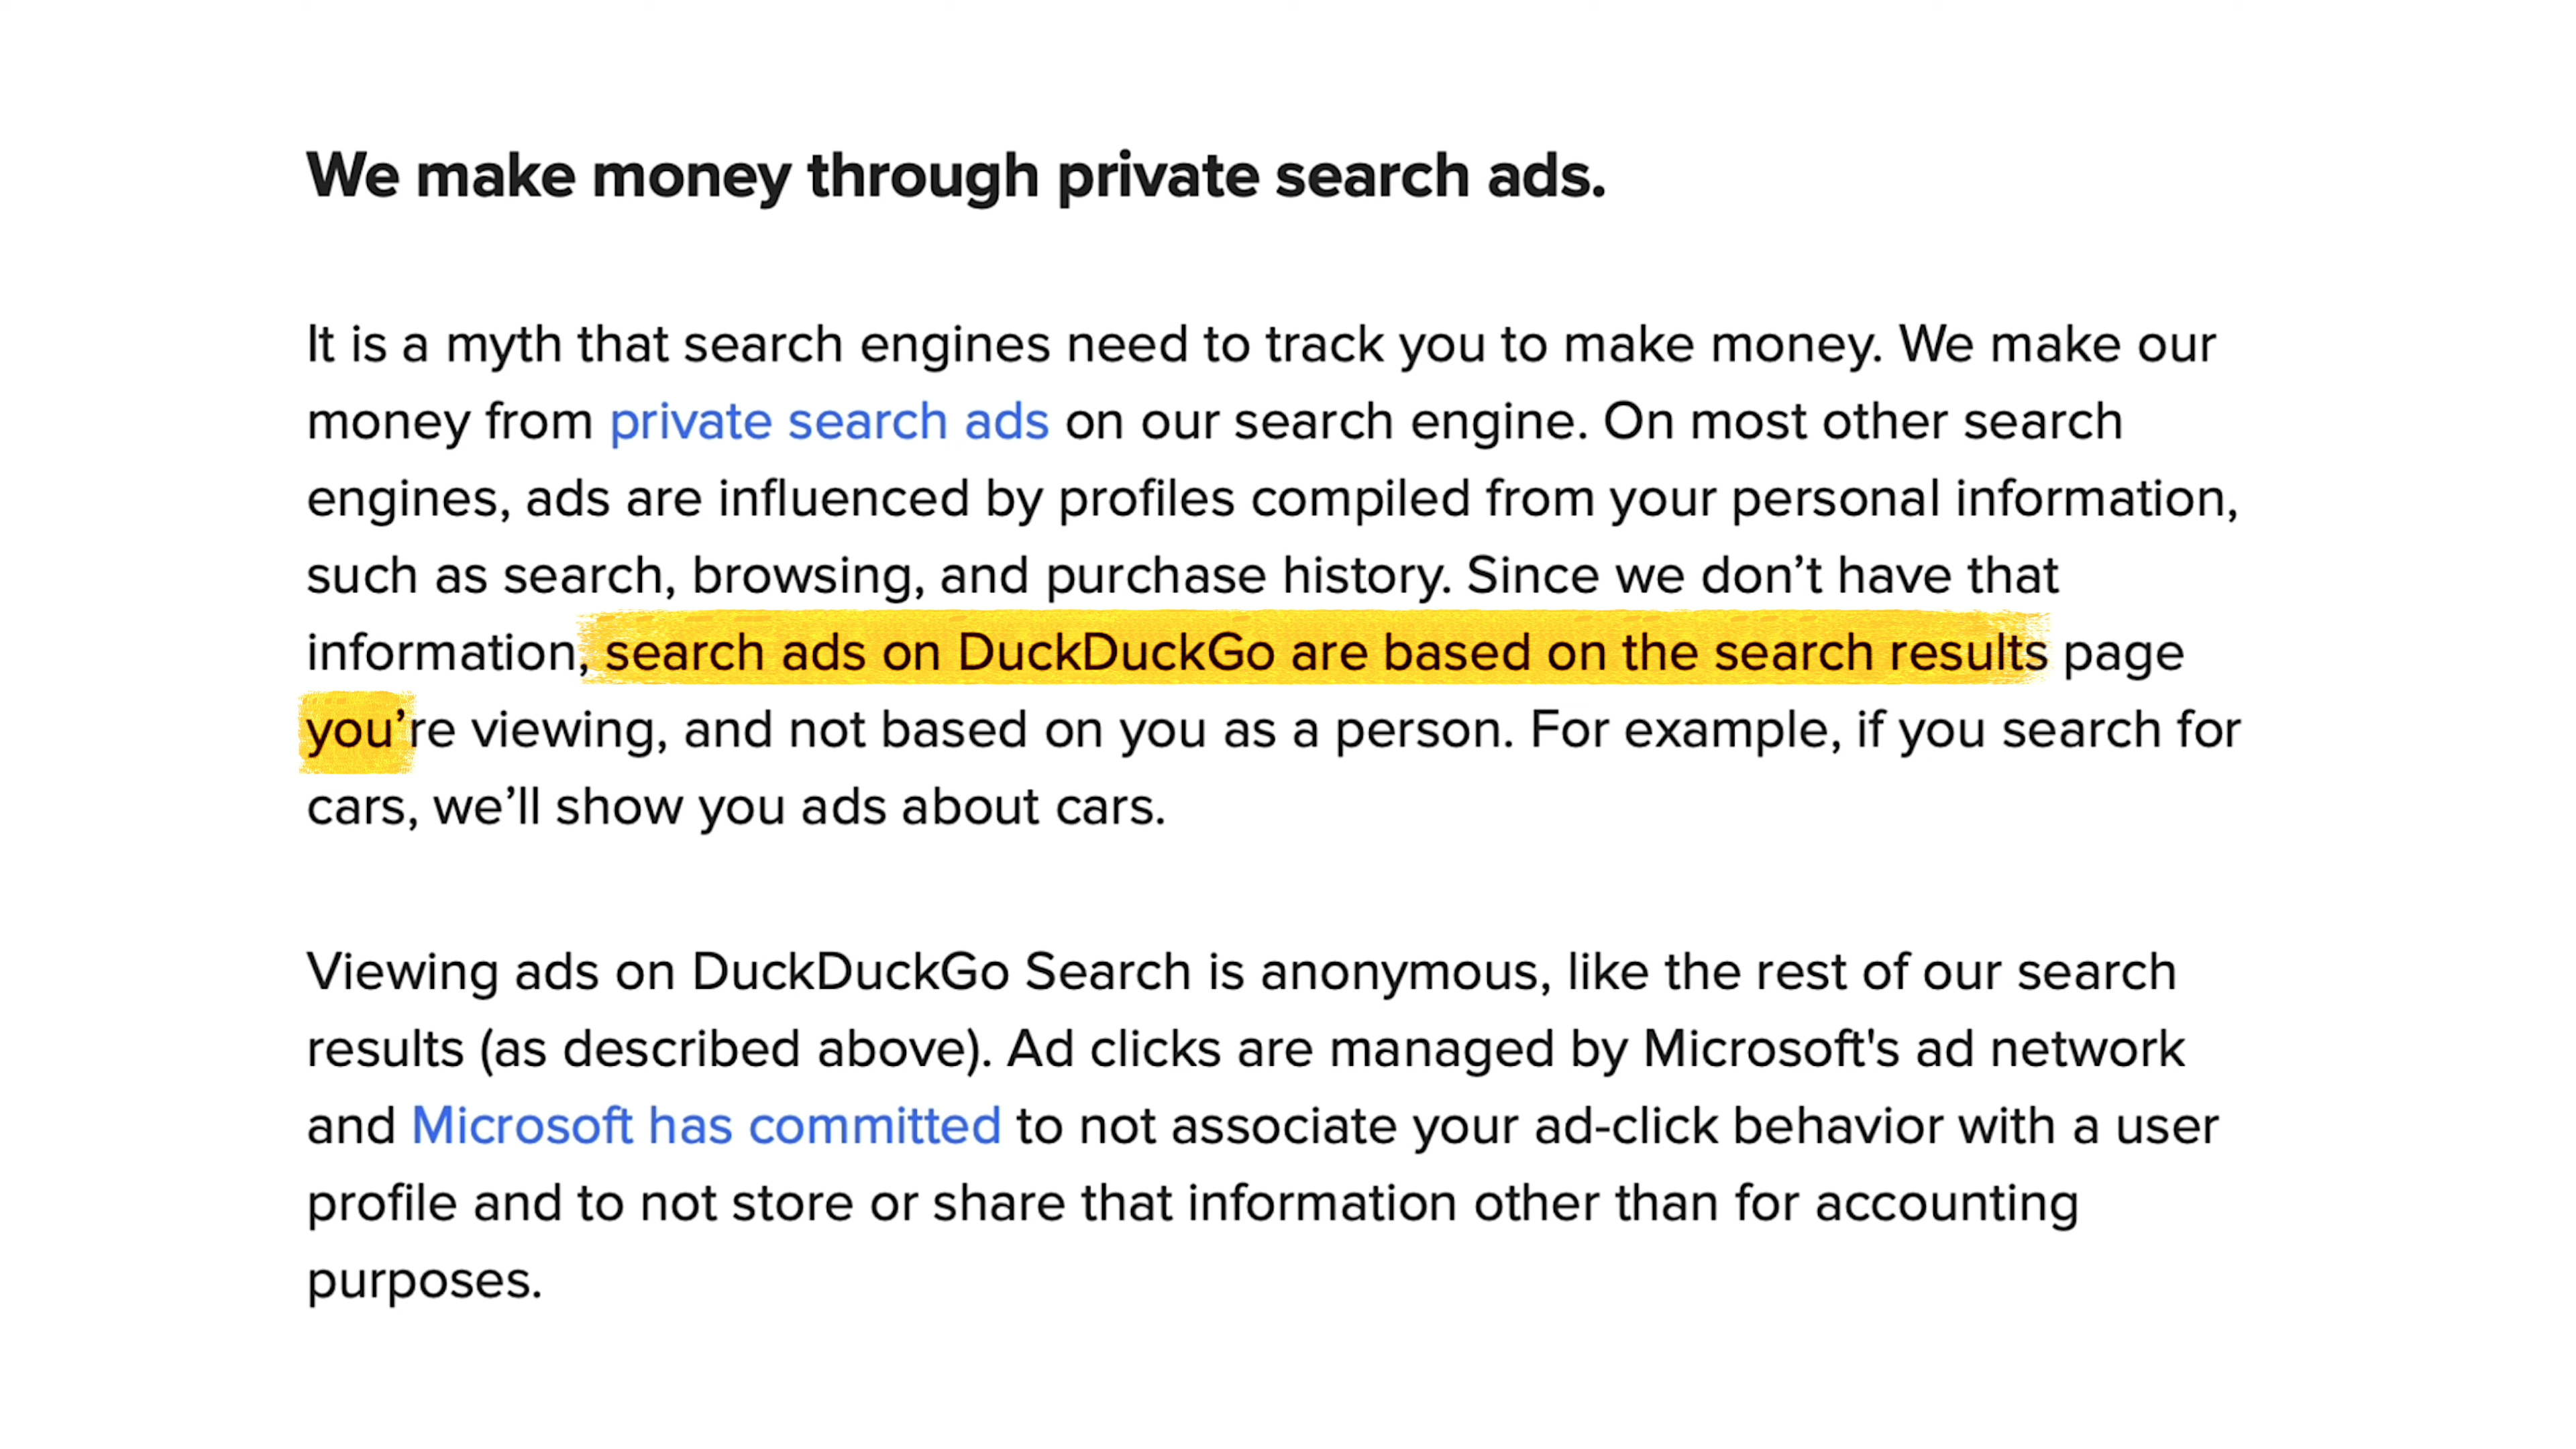 We make money through private search ads.
It is a myth that search engines need to track you to make money. We make our
money from private search ads on our search engine. On most other search
engines, ads are influenced by profiles compiled from your personal information,
such as search, browsing, and purchase history. Since we don’t have that
information, search ads on DuckDuckGo are based on the search results page
you’re viewing, and not based on you as a person. For example, if you search for
cars, we’ll show you ads about cars.
Viewing ads on DuckDuckGo Search is anonymous, like the rest of our search
results (as described above). Ad clicks are managed by Microsoft's ad network
and Microsoft has committed to not associate your ad-click behavior with a user
profile and to not store or share that information other than for accounting
purposes.